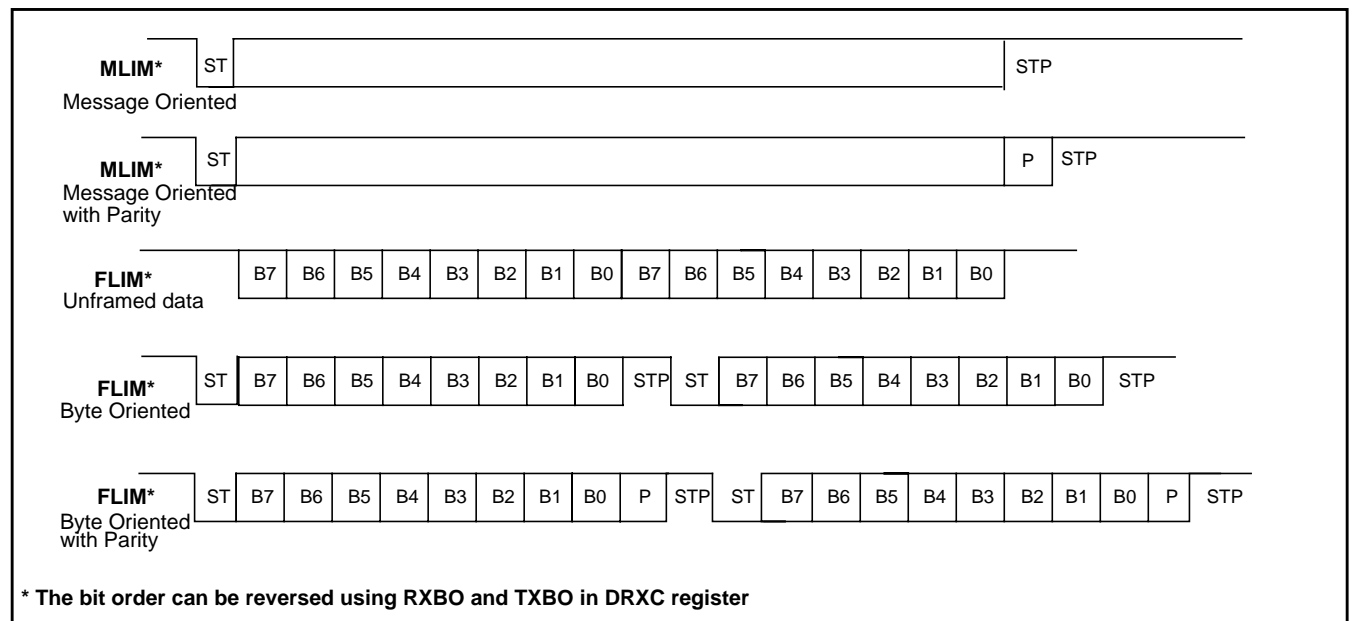 MLIM* ST STP
Message Oriented
MLIM* ST P STP
Message Oriented
with Parity
FLIM* B7 B6 B5 B4 B3 B2 B1 B0 B7 B6 B5 B4 B3 B2 B1 B0
Unframed data
FLIM* ST B7 B6 B5 B4 B3 B2 B1 B0 STP ST B7 B6 B5 B4 B3 B2 B1 B0 STP
Byte Oriented
FLIM* ST B7 B6 B5 B4 B3 B2 B1 B0 P STP ST B7 B6 B5 B4 B3 B2 B1 B0 P STP
Byte Oriented
with Parity
* The bit order can be reversed using RXBO and TXBO in DRXC register